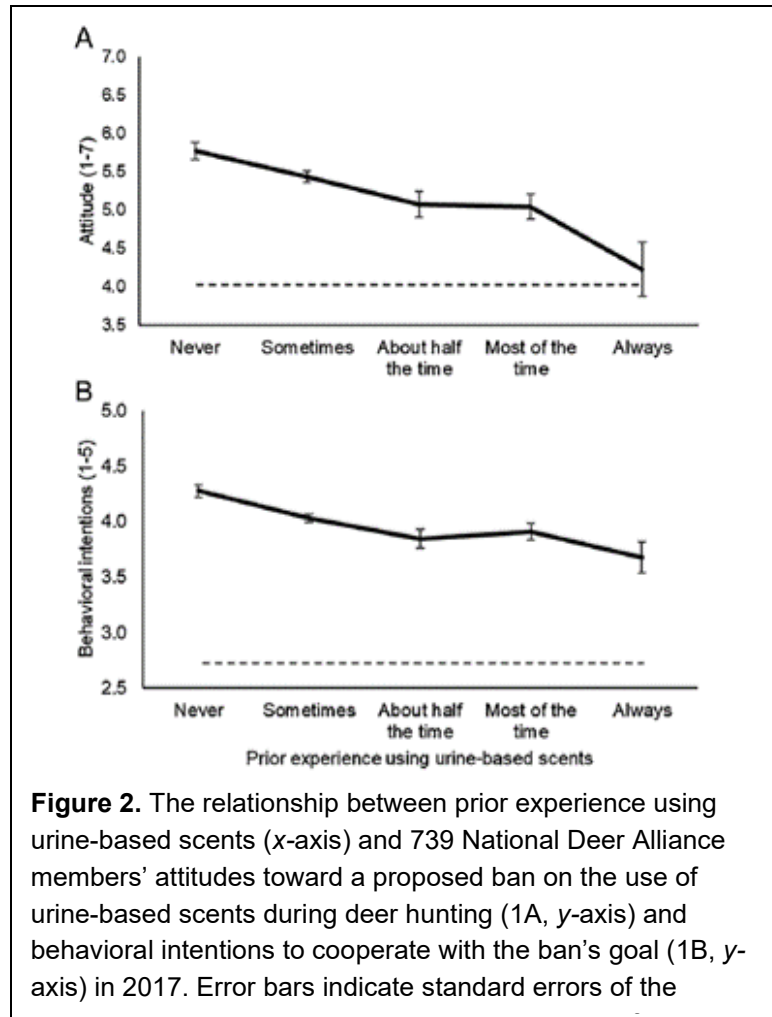 A
7.0
6.5
6.0
5.5
5.0
4.5
4.0
3.5
Attitude (1-7)
Never Sometimes About half the time Most of the time Always
B
5.0
4.5
4.0
3.5
3.0
2.5
Behavioral intentions (1-5)
Never Sometimes About half the time Most of the time Always
Prior experience using urine-based scents
Figure 2. The relationship between prior experience using
urine-based scents (x-axis) and 739 National Deer Alliance
members’ attitudes toward a proposed ban on the use of
urine-based scents during deer hunting (1A, y-axis) and
behavioral intentions to cooperate with the ban’s goal (1B, y-
axis) in 2017. Error bars indicate standard errors of the